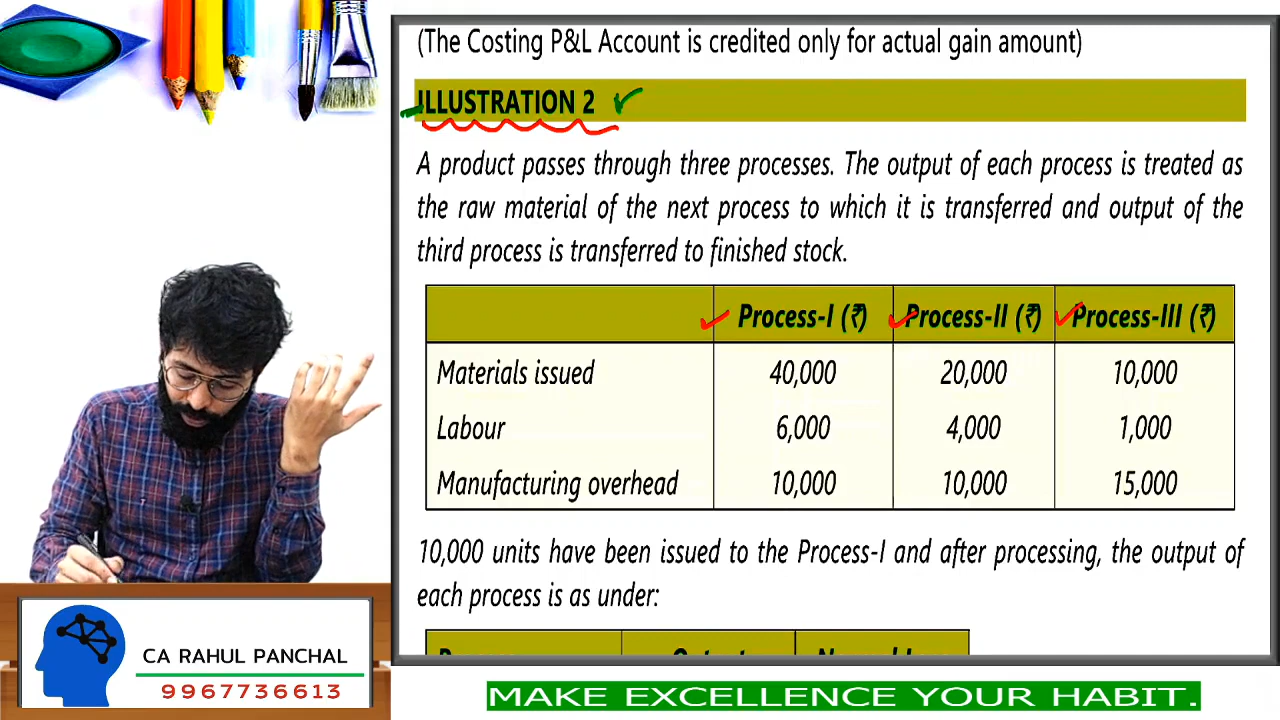 (The Costing P&L Account is credited only for actual gain amount)
ILLUSTRATION 2
A product passes through three processes. The output of each process is treated as
the raw material of the next process to which it is transferred and output of the
third process is transferred to finished stock.
Process-I (₹) Process-II (₹) Process-III (₹)
Materials issued 40,000 20,000 10,000
Labour 6,000 4,000 1,000
Manufacturing overhead 10,000 10,000 15,000
10,000 units have been issued to the Process-I and after processing, the output of
each process is as under:
CA RAHUL PANCHAL
9967736613
MAKE EXCELLENCE YOUR HABIT.